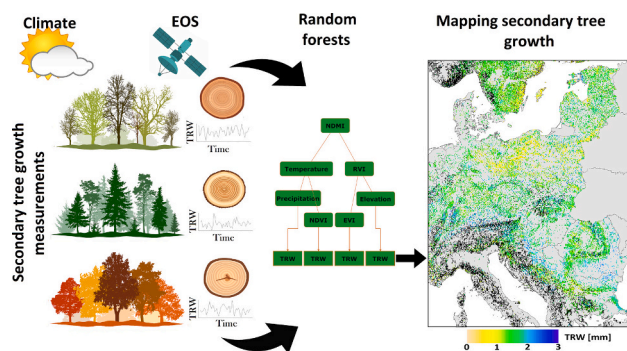 Climate
EOS
Random
forests
Mapping secondary tree
growth
Secondary tree growth
measurements
TRW
Time
TRW
Time
TRW
Time
NDMI
Temperature
RVI
Precipitation
Elevation
NDVI
EVI
TRW
TRW
TRW
TRW
0 1 2 3
TRW [mm]